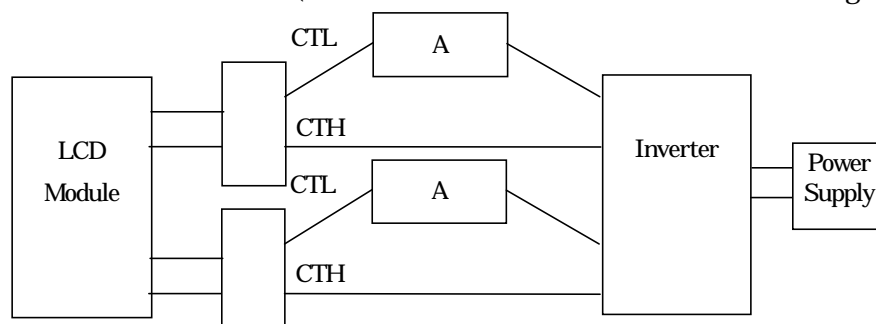 CTL
A
CTH
LCD
Module
Inverter
Power
Supply
CTL
A
CTH